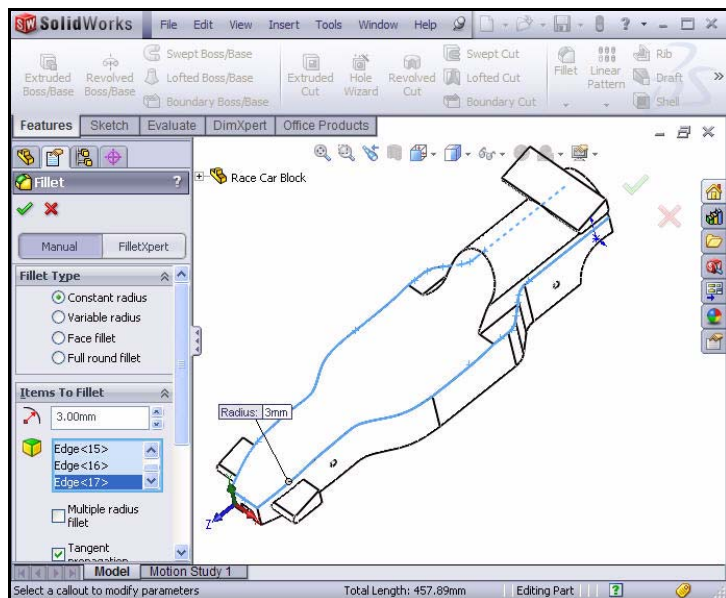 SolidWorks File Edit View Insert Tools Window Help
Extruded Boss/Base
Revolved Boss/Base
Swept Boss/Base
Lofted Boss/Base
Boundary Boss/Base
Extruded Cut
Hole Wizard
Revolved Cut
Swept Cut
Lofted Cut
Boundary Cut
Fillet
Linear Pattern
Rib
Draft
Shell
Features Sketch Evaluate DimXpert Office Products
Race Car Block
Fillet ?
Manual FilletXpert
Fillet Type
Constant radius
Variable radius
Face fillet
Full round fillet
Items To Fillet
3.00mm
Edge<15>
Edge<16>
Edge<17>
Multiple radius
fillet
Tangent
propagation
Radius: 3mm
Z
Model Motion Study 1
Select a callout to modify parameters Total Length: 457.89mm Editing Part ?